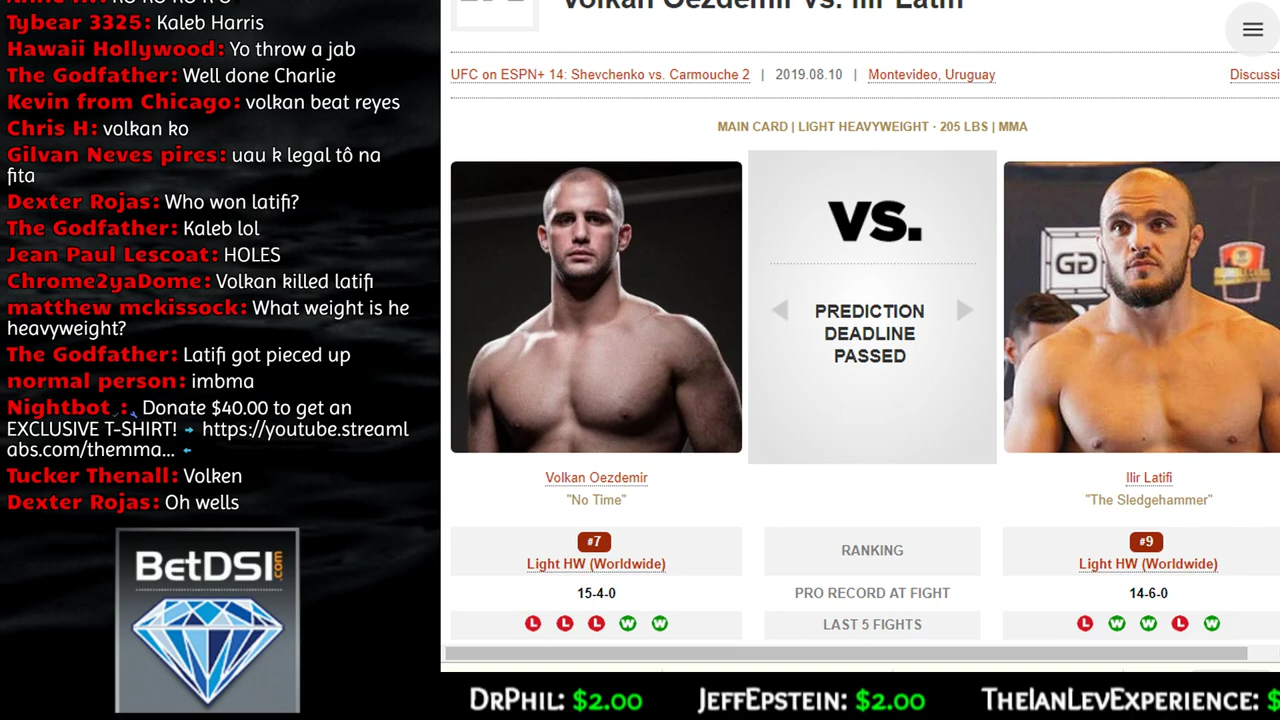 Tybear 3325: Kaleb Harris
Hawaii Hollywood: Yo throw a jab
The Godfather: Well done Charlie
Kevin from Chicago: volkan beat reyes
Chris H: volkan ko
Gilvan Neves pires: uau k legal tô na
fita
Dexter Rojas: Who won latifi?
The Godfather: Kaleb lol
Jean Paul Lescoat: HOLES
Chrome2yaDome: Volkan killed latifi
matthew mckissock: What weight is he
heavyweight?
The Godfather: Latifi got pieced up
normal person: imbma
Nightbot : Donate $40.00 to get an
EXCLUSIVE T-SHIRT! → https://youtube.streaml
abs.com/themma... ←
Tucker Thenall: Volken
Dexter Rojas: Oh wells
BetDSI.com
Volkan Oezdemir vs. Ilir Latifi
UFC on ESPN+ 14: Shevchenko vs. Carmouche 2 | 2019.08.10 | Montevideo, Uruguay
Discussi
MAIN CARD | LIGHT HEAVYWEIGHT · 205 LBS | MMA
VS.
PREDICTION
DEADLINE
PASSED
Volkan Oezdemir
"No Time"
Ilir Latifi
"The Sledgehammer"
#7
Light HW (Worldwide)
RANKING
#9
Light HW (Worldwide)
15-4-0
PRO RECORD AT FIGHT
14-6-0
L L L W W
LAST 5 FIGHTS
L W W L W
DRPHIL: $2.00 JEFFEPSTEIN: $2.00 THEIANLEVEXPERIENCE: $